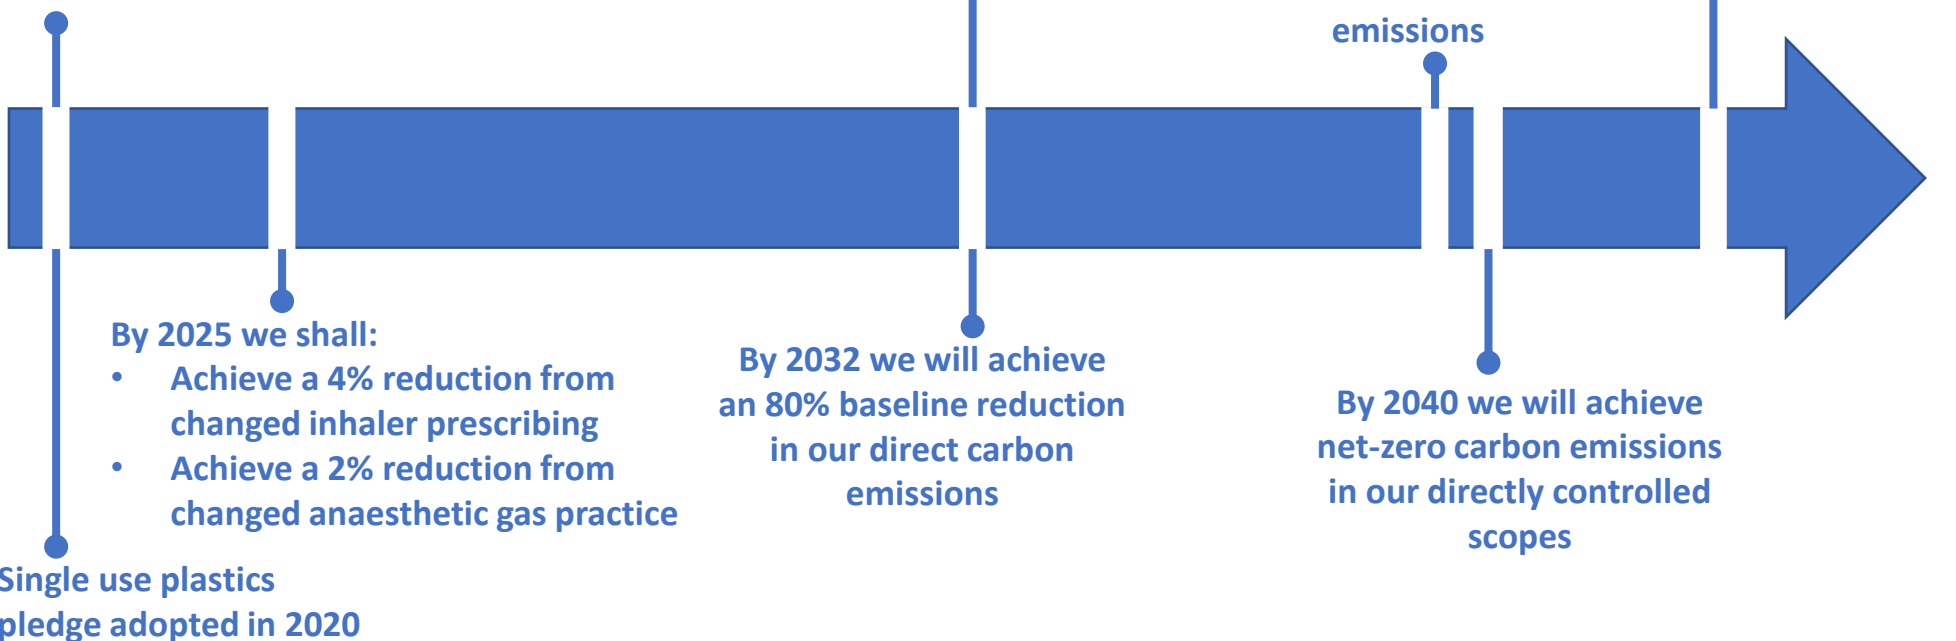 emissions
By 2025 we shall:
• Achieve a 4% reduction from
changed inhaler prescribing
• Achieve a 2% reduction from
changed anaesthetic gas practice
By 2032 we will achieve
an 80% baseline reduction
in our direct carbon
emissions
By 2040 we will achieve
net-zero carbon emissions
in our directly controlled
scopes
Single use plastics
pledge adopted in 2020